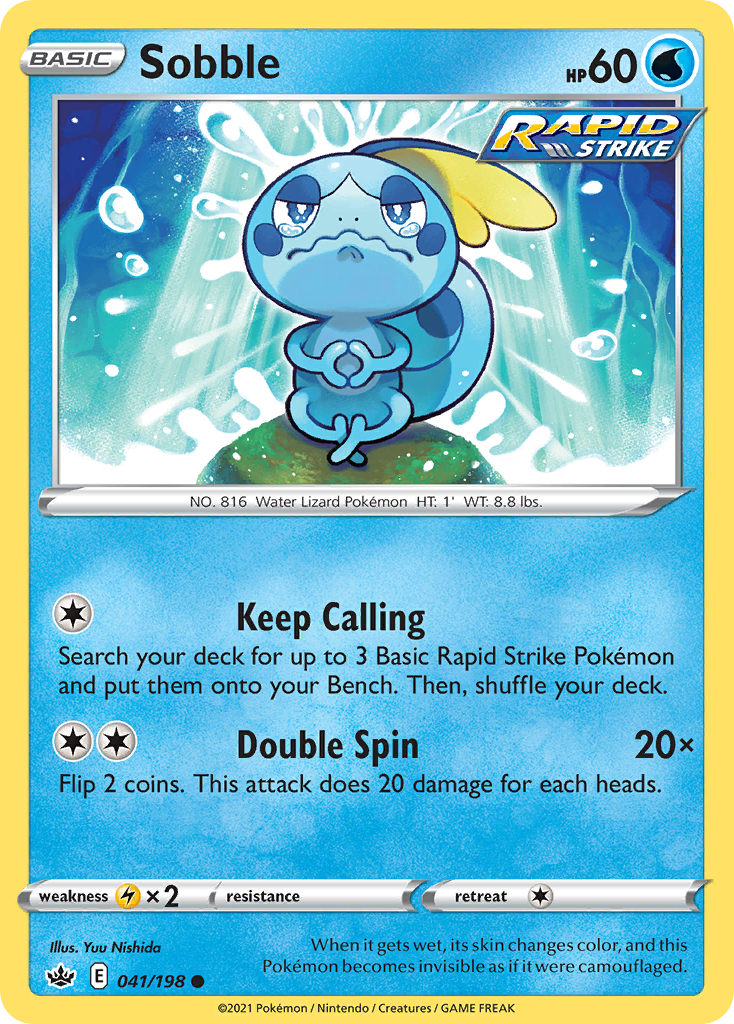 BASIC
Sobble
HP60
RAPID
STRIKE
NO. 816 Water Lizard Pokémon HT: 1' WT: 8.8 lbs.
Keep Calling
Search your deck for up to 3 Basic Rapid Strike Pokémon
and put them onto your Bench. Then, shuffle your deck.
Double Spin 20×
Flip 2 coins. This attack does 20 damage for each heads.
weakness ×2 resistance retreat
Illus. Yuu Nishida
When it gets wet, its skin changes color, and this
Pokémon becomes invisible as if it were camouflaged.
E 041/198
©2021 Pokémon / Nintendo / Creatures / GAME FREAK